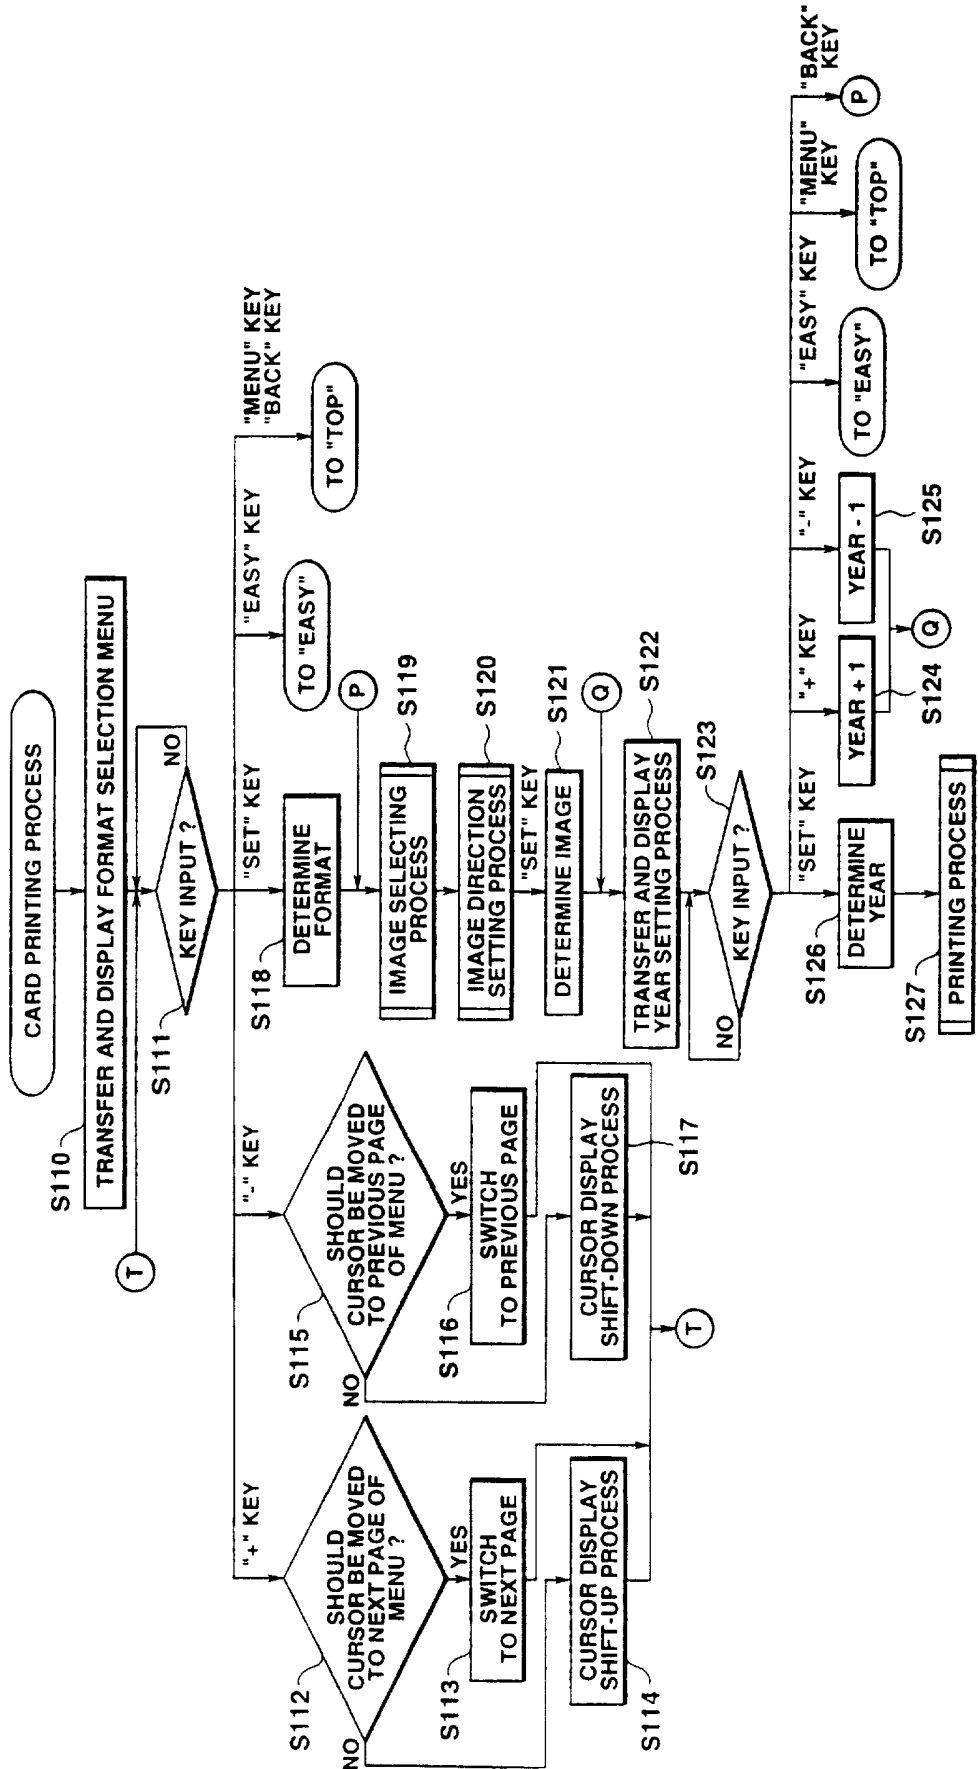 CARD PRINTING PROCESS
S110
TRANSFER AND DISPLAY FORMAT SELECTION MENU
T
S111
KEY INPUT ?
NO
"+" KEY
"-" KEY
"SET" KEY
"EASY" KEY
"MENU" KEY
"BACK" KEY
S112
SHOULD
CURSOR BE MOVED
TO NEXT PAGE OF
MENU ?
NO
YES
S113
SWITCH
TO NEXT PAGE
S114
CURSOR DISPLAY
SHIFT-UP PROCESS
S115
SHOULD
CURSOR BE MOVED
TO PREVIOUS PAGE
OF MENU ?
NO
YES
S116
SWITCH
TO PREVIOUS PAGE
CURSOR DISPLAY
SHIFT-DOWN PROCESS
S117
T
S118
DETERMINE
FORMAT
TO "EASY"
TO "TOP"
P
IMAGE SELECTING
PROCESS
S119
IMAGE DIRECTION
SETTING PROCESS
S120
"SET" KEY
DETERMINE IMAGE
S121
Q
TRANSFER AND DISPLAY
YEAR SETTING PROCESS
S122
KEY INPUT ?
S123
NO
"SET" KEY
"+" KEY
"-" KEY
"EASY" KEY
"MENU"
KEY
"BACK"
KEY
S126
DETERMINE
YEAR
YEAR + 1
S124
YEAR - 1
S125
TO "EASY"
TO "TOP"
P
Q
S127
PRINTING PROCESS